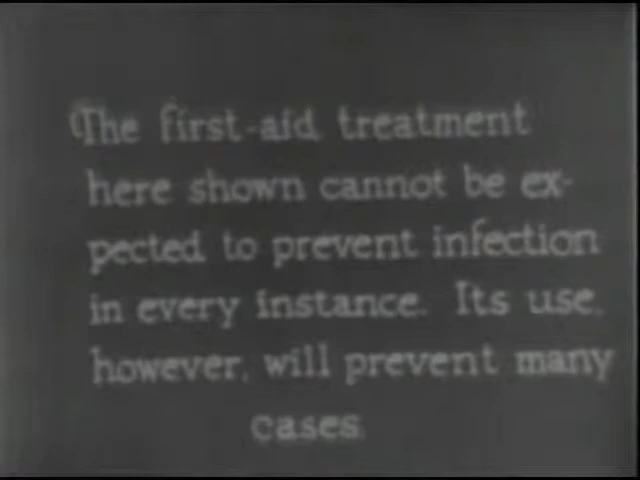 The first-aid treatment
here shown cannot be ex-
pected to prevent infection
in every instance. Its use,
however, will prevent many
cases.